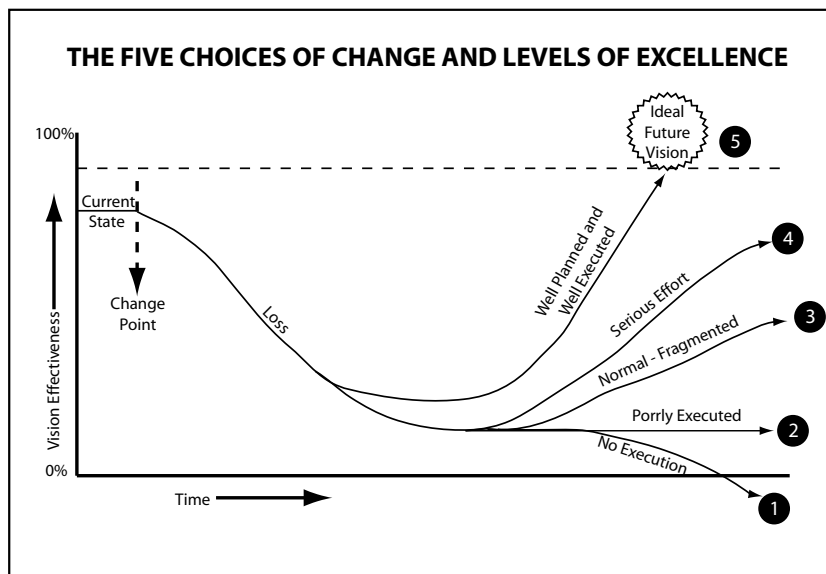 THE FIVE CHOICES OF CHANGE AND LEVELS OF EXCELLENCE
Ideal
Future
Vision
5
100%
Current
State
4
Well Planned and
Well Executed
Serious Effort
Change
Point
Loss
3
Normal - Fragmented
Vision Effectiveness
Porrly Executed
2
No Execution
0%
Time
1